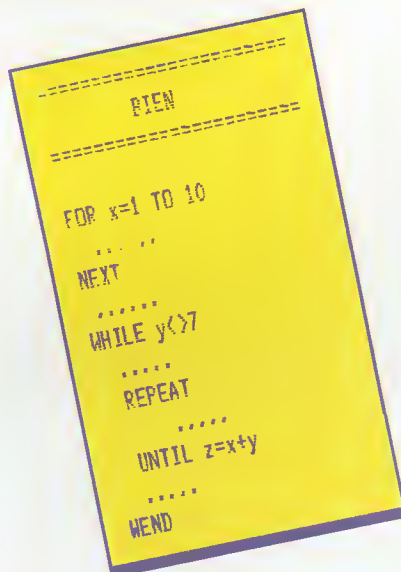 ====================
BIEN
====================
FOR x=1 TO 10
... ..
NEXT
......
WHILE y<>7
.....
REPEAT
.....
UNTIL z=x+y
.....
WEND